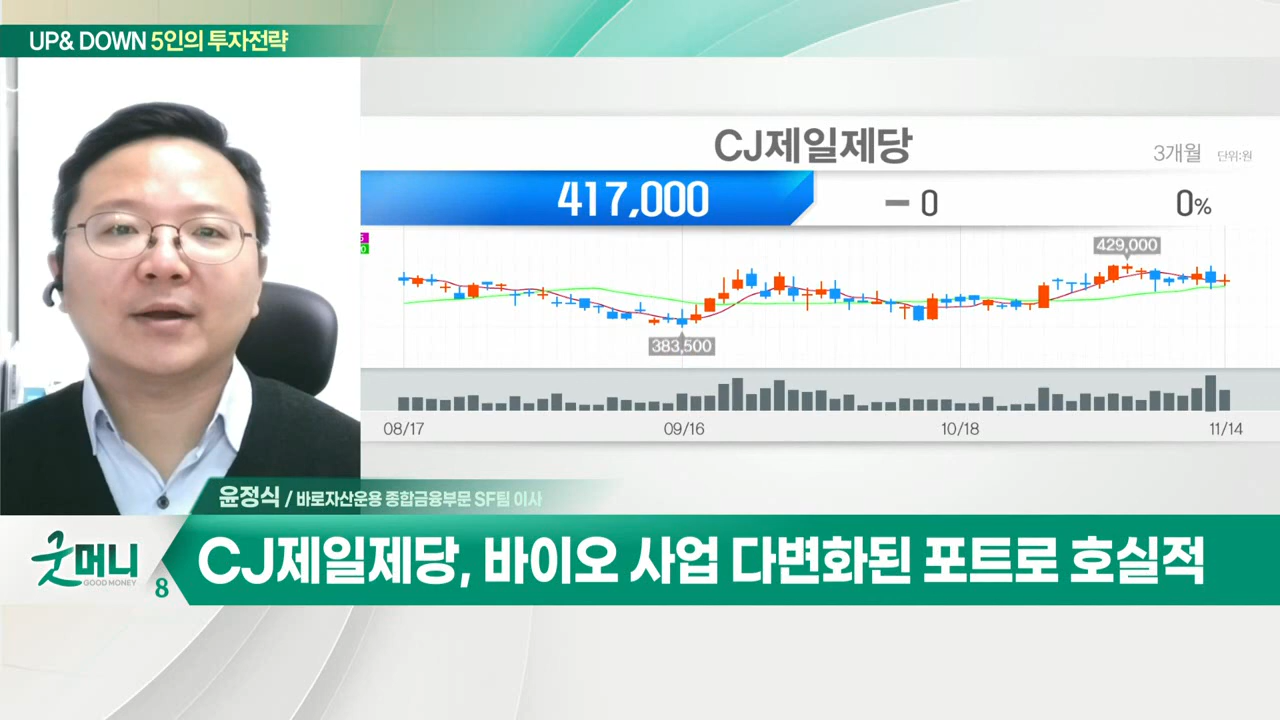 UP& DOWN 5인의 투자전략
CJ제일제당
3개월 단위:원
417,000
0
0%
429,000
383,500
08/17 09/16 10/18 11/14
윤정식 / 바로자산운용 종합금융부문 SF팀 이사
굿머니
GOOD MONEY
8
CJ제일제당, 바이오 사업 다변화된 포트로 호실적